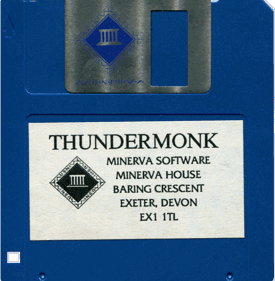 THUNDERMONK
MINERVA SOFTWARE
MINERVA HOUSE
BARING CRESCENT
EXETER, DEVON
EX1 1TL